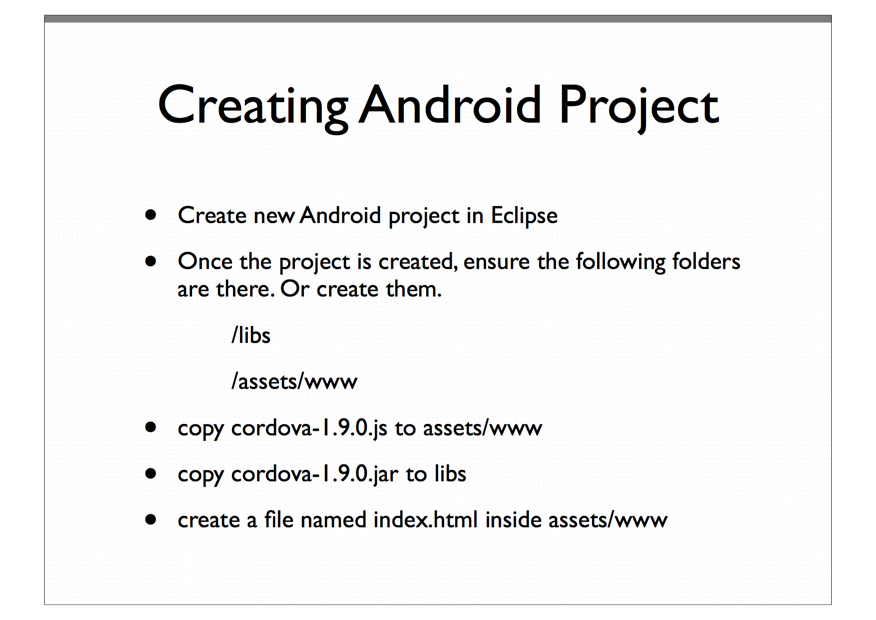 Creating Android Project
• Create new Android project in Eclipse
• Once the project is created, ensure the following folders
are there. Or create them.
/libs
/assets/www
• copy cordova-1.9.0.js to assets/www
• copy cordova-1.9.0.jar to libs
• create a file named index.html inside assets/www